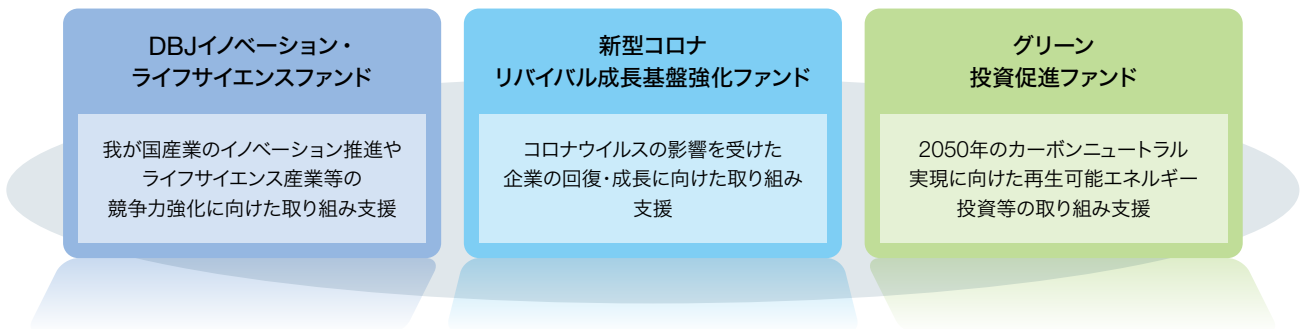 DBJイノベーション・
ライフサイエンスファンド
我が国産業のイノベーション推進や
ライフサイエンス産業等の
競争力強化に向けた取り組み支援
新型コロナ
リバイバル成長基盤強化ファンド
コロナウイルスの影響を受けた
企業の回復・成長に向けた取り組み
支援
グリーン
投資促進ファンド
2050年のカーボンニュートラル
実現に向けた再生可能エネルギー
投資等の取り組み支援